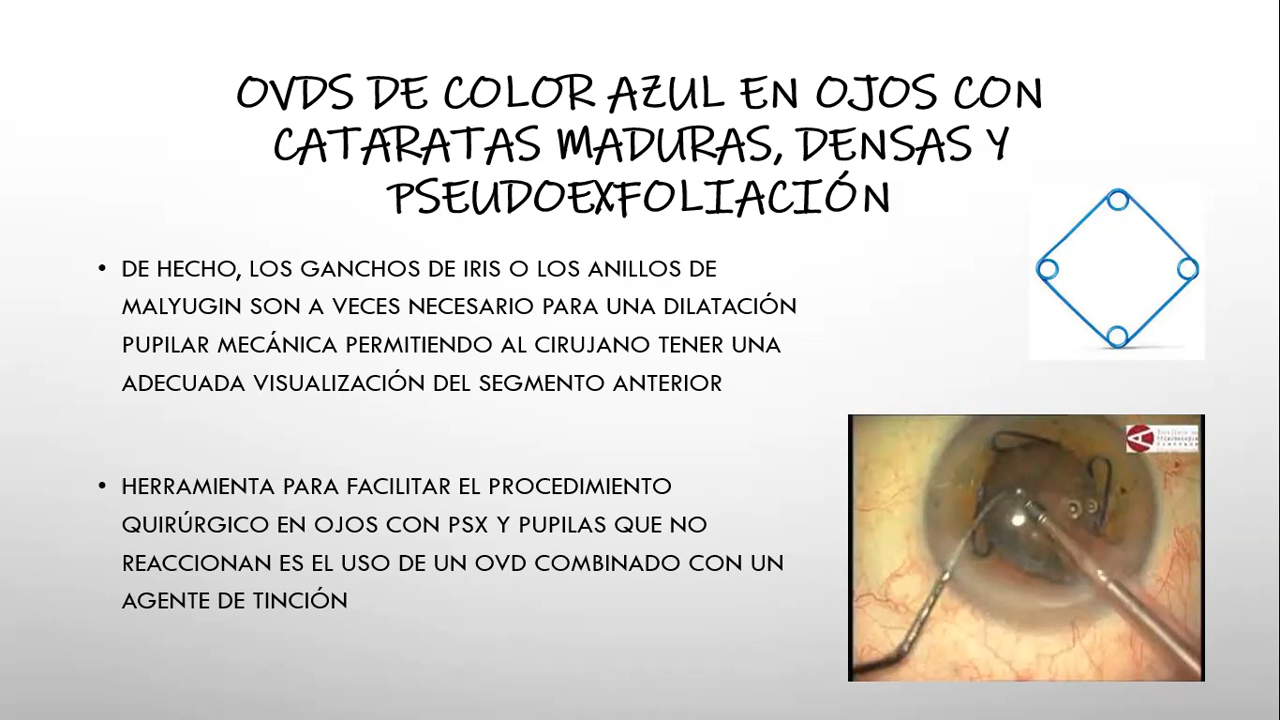 OVDS DE COLOR AZUL EN OJOS CON
CATARATAS MADURAS, DENSAS Y
PSEUDOEXFOLIACIÓN
• DE HECHO, LOS GANCHOS DE IRIS O LOS ANILLOS DE
MALYUGIN SON A VECES NECESARIO PARA UNA DILATACIÓN
PUPILAR MECÁNICA PERMITIENDO AL CIRUJANO TENER UNA
ADECUADA VISUALIZACIÓN DEL SEGMENTO ANTERIOR
• HERRAMIENTA PARA FACILITAR EL PROCEDIMIENTO
QUIRÚRGICO EN OJOS CON PSX Y PUPILAS QUE NO
REACCIONAN ES EL USO DE UN OVD COMBINADO CON UN
AGENTE DE TINCIÓN